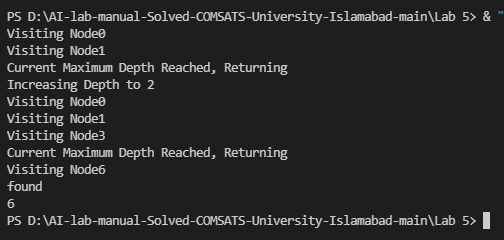 PS D:\AI-lab-manual-Solved-COMSATS-University-Islamabad-main\Lab 5> & "
Visiting Node0
Visiting Node1
Current Maximum Depth Reached, Returning
Increasing Depth to 2
Visiting Node0
Visiting Node1
Visiting Node3
Current Maximum Depth Reached, Returning
Visiting Node6
found
6
PS D:\AI-lab-manual-Solved-COMSATS-University-Islamabad-main\Lab 5>